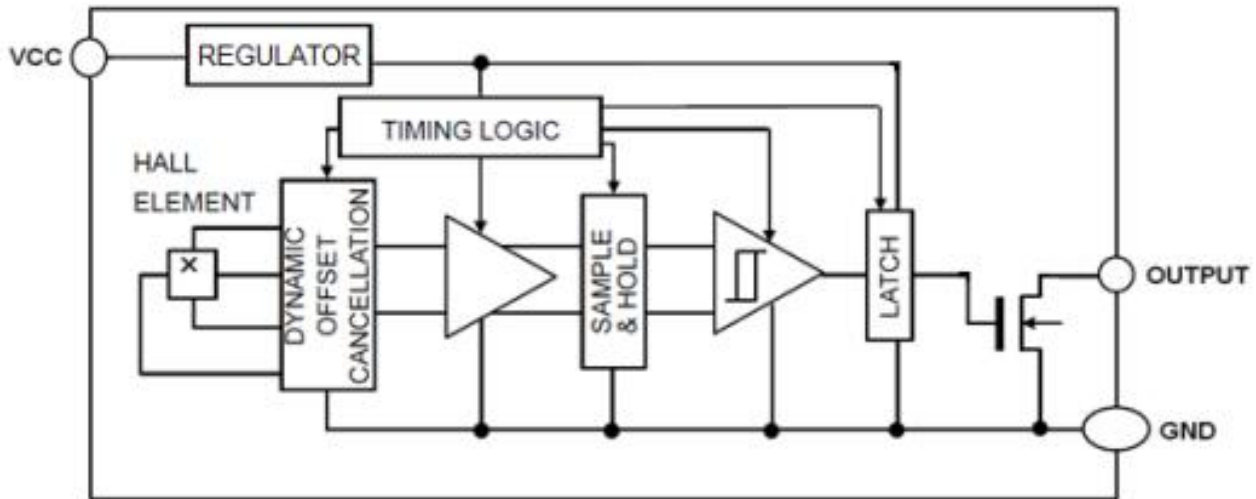 VCC
REGULATOR
TIMING LOGIC
HALL
ELEMENT
DYNAMIC
OFFSET
CANCELLATION
×
SAMPLE
& HOLD
LATCH
OUTPUT
GND